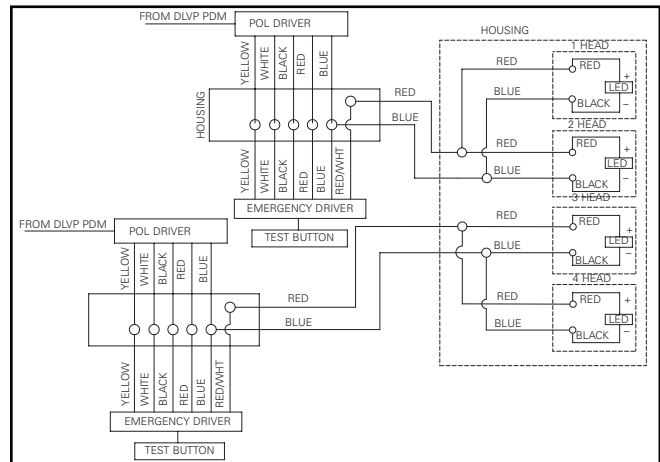 FROM DLVP PDM
POL DRIVER
YELLOW
WHITE
BLACK
RED
BLUE
HOUSING
RED
BLUE
YELLOW
WHITE
BLACK
RED
BLUE
RED/WHT
EMERGENCY DRIVER
TEST BUTTON
HOUSING
1 HEAD
RED
RED
+
LED
BLUE
BLACK
–
2 HEAD
RED
RED
+
LED
BLUE
BLACK
–
3 HEAD
RED
RED
+
LED
BLUE
BLACK
–
4 HEAD
RED
RED
+
LED
BLUE
BLACK
–
FROM DLVP PDM
POL DRIVER
YELLOW
WHITE
BLACK
RED
BLUE
RED
BLUE
YELLOW
WHITE
BLACK
RED
BLUE
RED/WHT
EMERGENCY DRIVER
TEST BUTTON